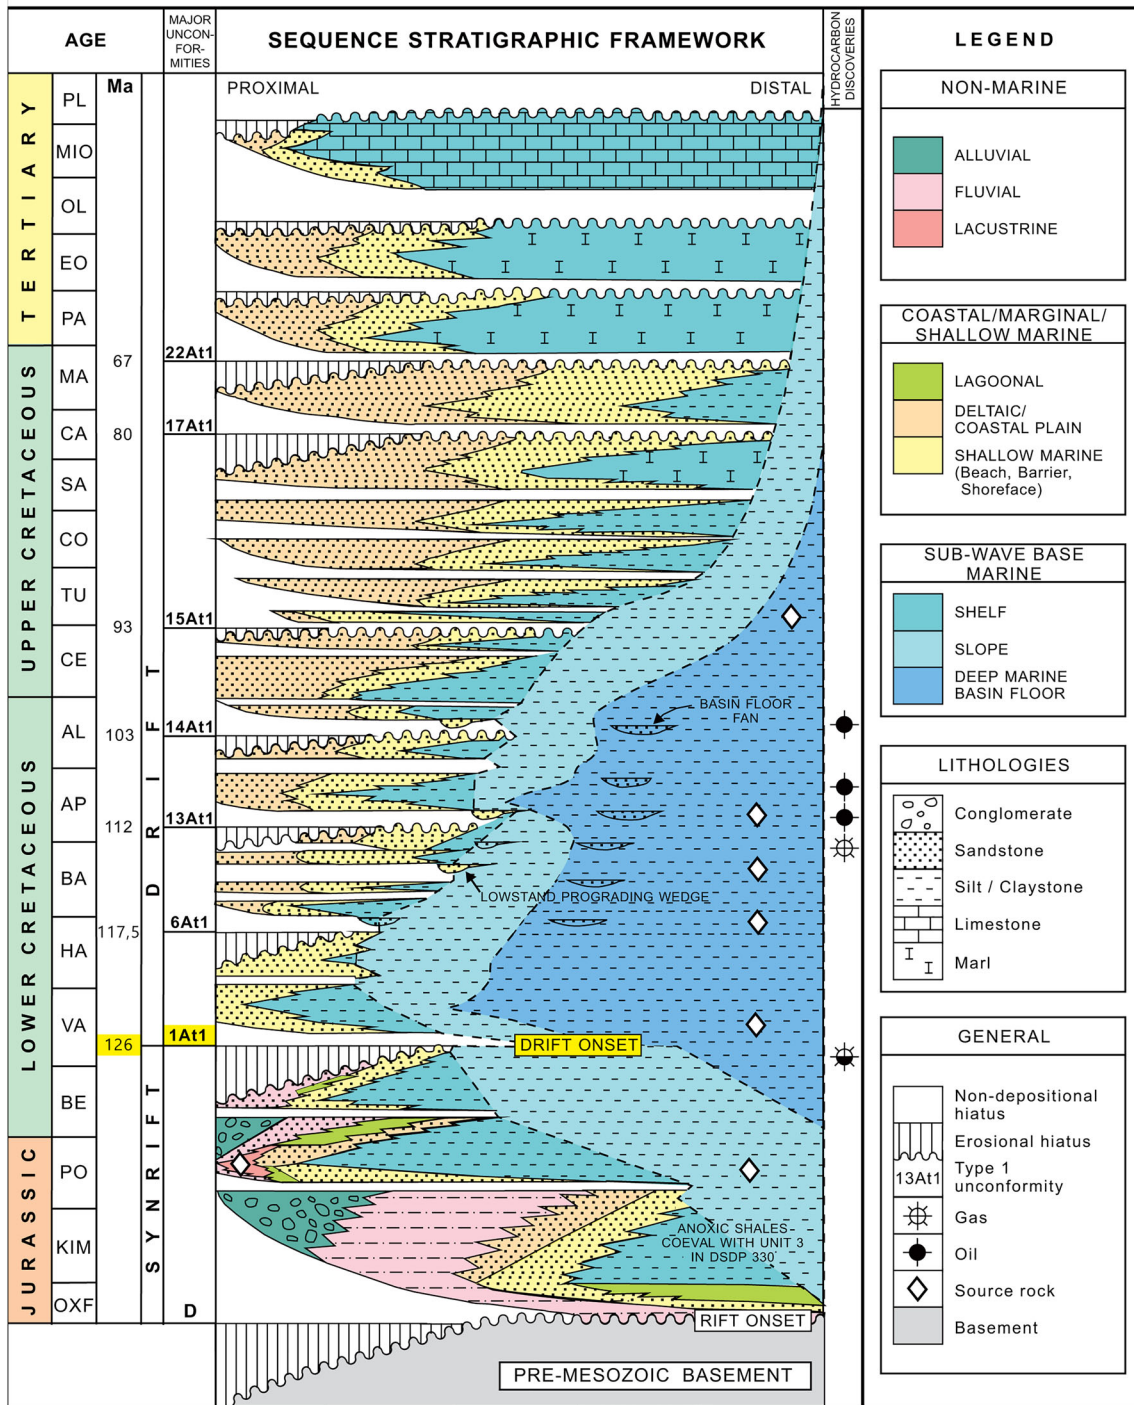 AGE
MAJOR
UNCON-
FOR-
MITIES
SEQUENCE STRATIGRAPHIC FRAMEWORK
HYDROCARBON
DISCOVERIES
LEGEND
Ma
PROXIMAL
DISTAL
TERTIARY
PL
MIO
OL
EO
PA
UPPER CRETACEOUS
MA
CA
SA
CO
TU
CE
LOWER CRETACEOUS
AL
AP
BA
HA
VA
BE
JURASSIC
PO
KIM
OXF
67
80
93
103
112
117,5
126
DRIFT
SYNRIFT
22At1
17At1
15At1
14At1
13At1
6At1
1At1
D
BASIN FLOOR
FAN
LOWSTAND PROGRADING WEDGE
DRIFT ONSET
ANOXIC SHALES
COEVAL WITH UNIT 3
IN DSDP 330
RIFT ONSET
PRE-MESOZOIC BASEMENT
NON-MARINE
ALLUVIAL
FLUVIAL
LACUSTRINE
COASTAL/MARGINAL/
SHALLOW MARINE
LAGOONAL
DELTAIC/
COASTAL PLAIN
SHALLOW MARINE
(Beach, Barrier,
Shoreface)
SUB-WAVE BASE
MARINE
SHELF
SLOPE
DEEP MARINE
BASIN FLOOR
LITHOLOGIES
Conglomerate
Sandstone
Silt / Claystone
Limestone
Marl
GENERAL
Non-depositional
hiatus
Erosional hiatus
13At1
Type 1
unconformity
Gas
Oil
Source rock
Basement